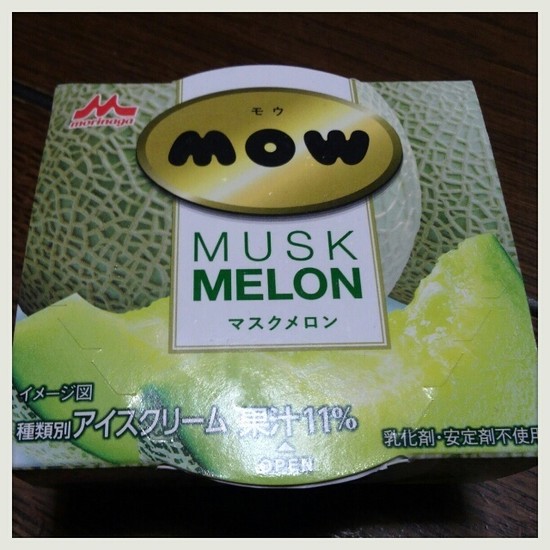 morinaga
モウ
mow
MUSK
MELON
マスクメロン
イメージ図
種類別アイスクリーム 果汁11%
乳化剤・安定剤不使用
OPEN